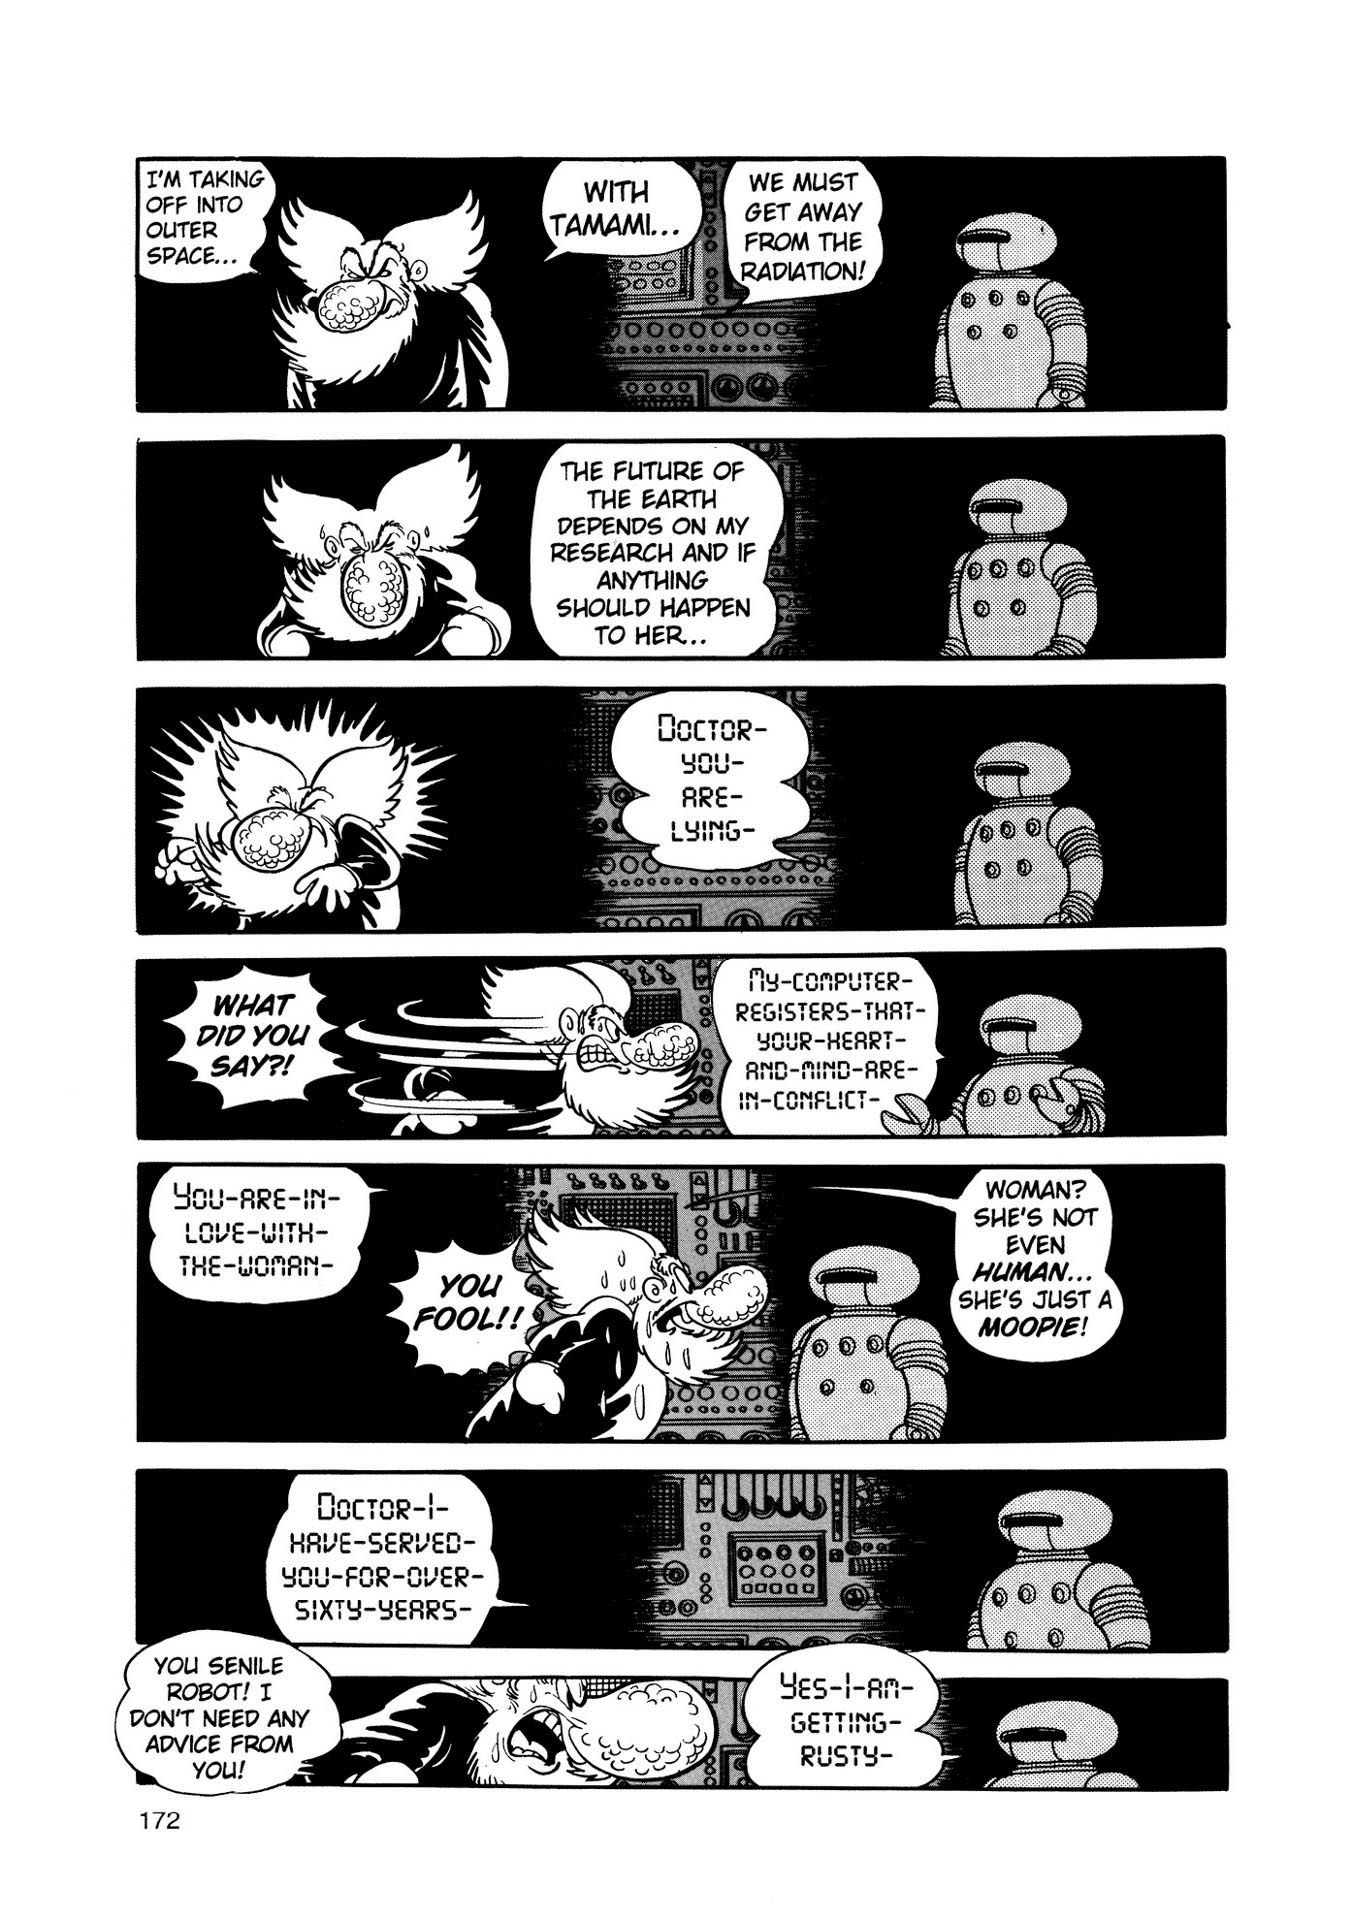 I'M TAKING
OFF INTO
OUTER
SPACE...
WITH
TAMAMI...
WE MUST
GET AWAY
FROM THE
RADIATION!
THE FUTURE OF
THE EARTH
DEPENDS ON MY
RESEARCH AND IF
ANYTHING
SHOULD HAPPEN
TO HER...
DOCTOR-
YOU-
ARE-
LYING-
WHAT
DID YOU
SAY?!
MY-COMPUTER-
REGISTERS-THAT-
YOUR-HEART-
AND-MIND-ARE-
IN-CONFLICT-
YOU-ARE-IN-
LOVE-WITH-
THE-WOMAN-
YOU
FOOL!!
WOMAN?
SHE'S NOT
EVEN
HUMAN...
SHE'S JUST A
MOOPIE!
DOCTOR-I-
HAVE-SERVED-
YOU-FOR-OVER-
SIXTY-YEARS-
YOU SENILE
ROBOT! I
DON'T NEED ANY
ADVICE FROM
YOU!
YES-I-AM-
GETTING-
RUSTY-
172